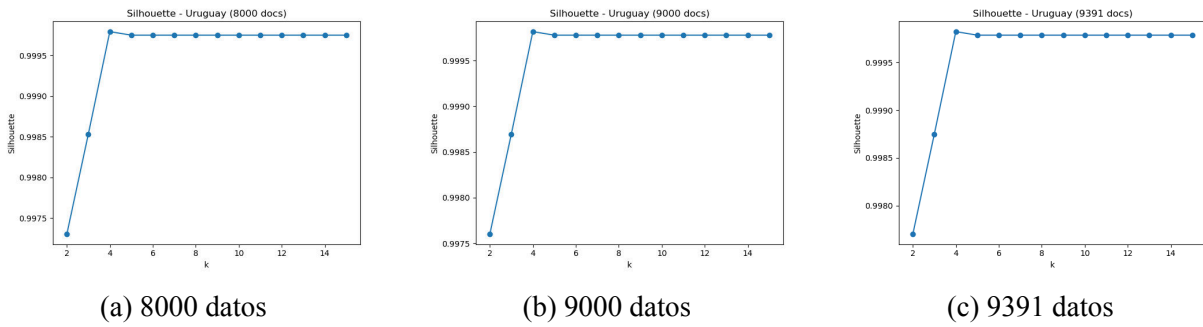 Silhouette - Uruguay (8000 docs)
0.9995
0.9990
0.9985
0.9980
0.9975
Silhouette
2 4 6 8 10 12 14
k
(a) 8000 datos
Silhouette - Uruguay (9000 docs)
0.9995
0.9990
0.9985
0.9980
0.9975
Silhouette
2 4 6 8 10 12 14
k
(b) 9000 datos
Silhouette - Uruguay (9391 docs)
0.9995
0.9990
0.9985
0.9980
Silhouette
2 4 6 8 10 12 14
k
(c) 9391 datos